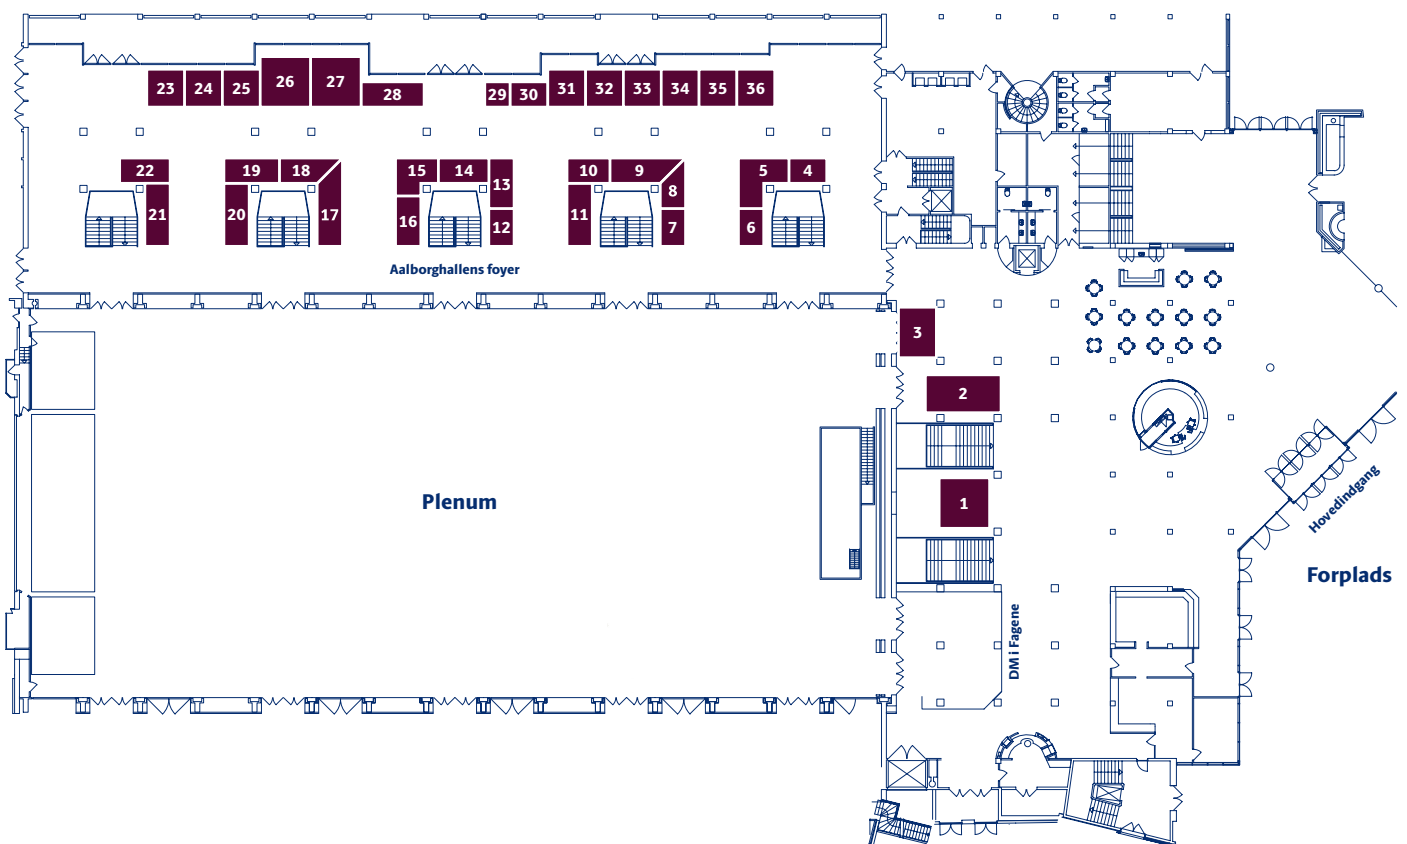 23 24 25 26 27 28 29 30 31 32 33 34 35 36
22 19 18 15 14 13 10 9 8 5 4
21 20 17 16 12 11 7 6
Aalborghallens foyer
3
2
Plenum
1
Hovedindgang
Forplads
DM i Fagene